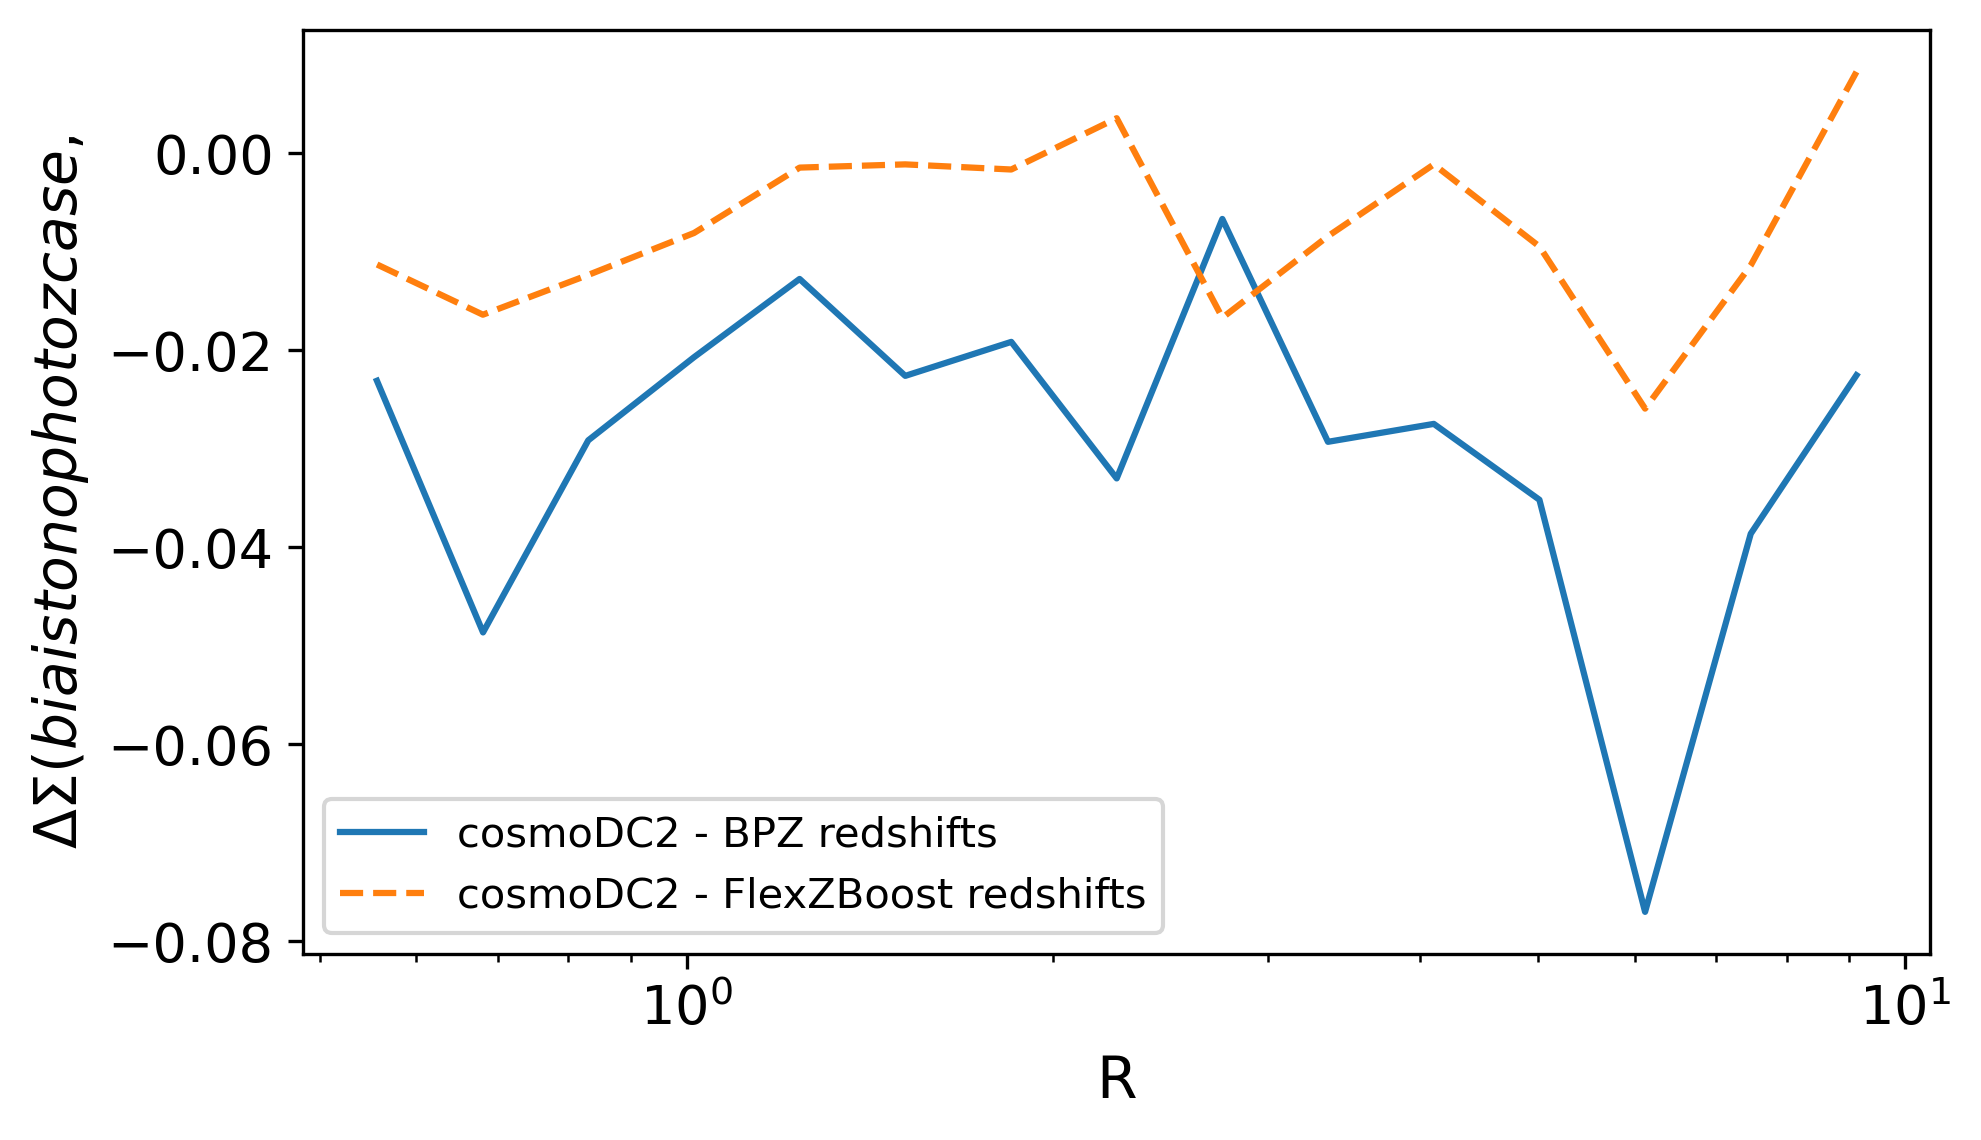 ΔΣ(biaistonophotozcase,
0.00
−0.02
−0.04
−0.06
−0.08
cosmoDC2 - BPZ redshifts
cosmoDC2 - FlexZBoost redshifts
10⁰
10¹
R